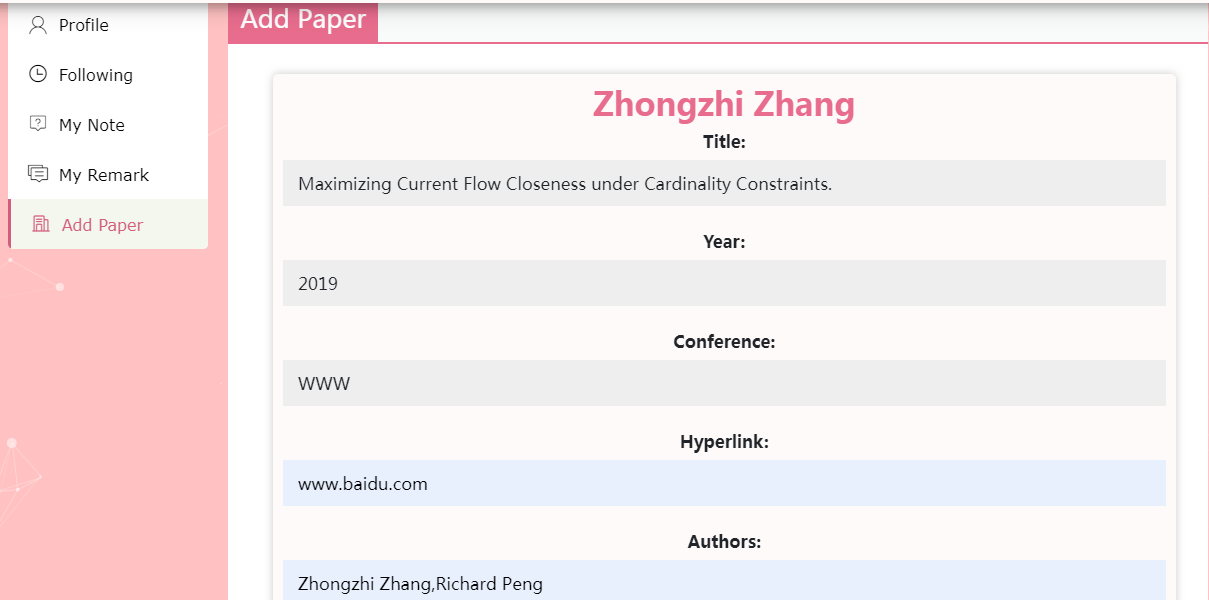 Profile
Following
My Note
My Remark
Add Paper
Add Paper
Zhongzhi Zhang
Title:
Maximizing Current Flow Closeness under Cardinality Constraints.
Year:
2019
Conference:
WWW
Hyperlink:
www.baidu.com
Authors:
Zhongzhi Zhang,Richard Peng